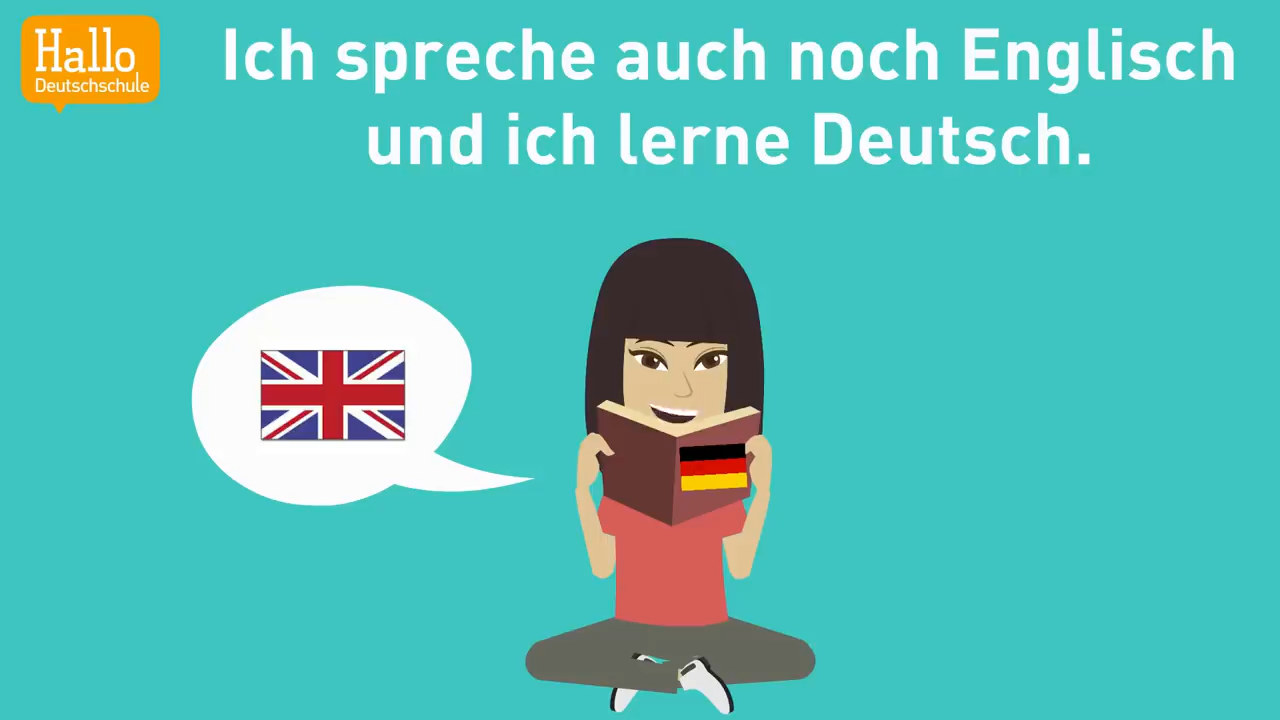 Hallo
Deutschschule
Ich spreche auch noch Englisch
und ich lerne Deutsch.